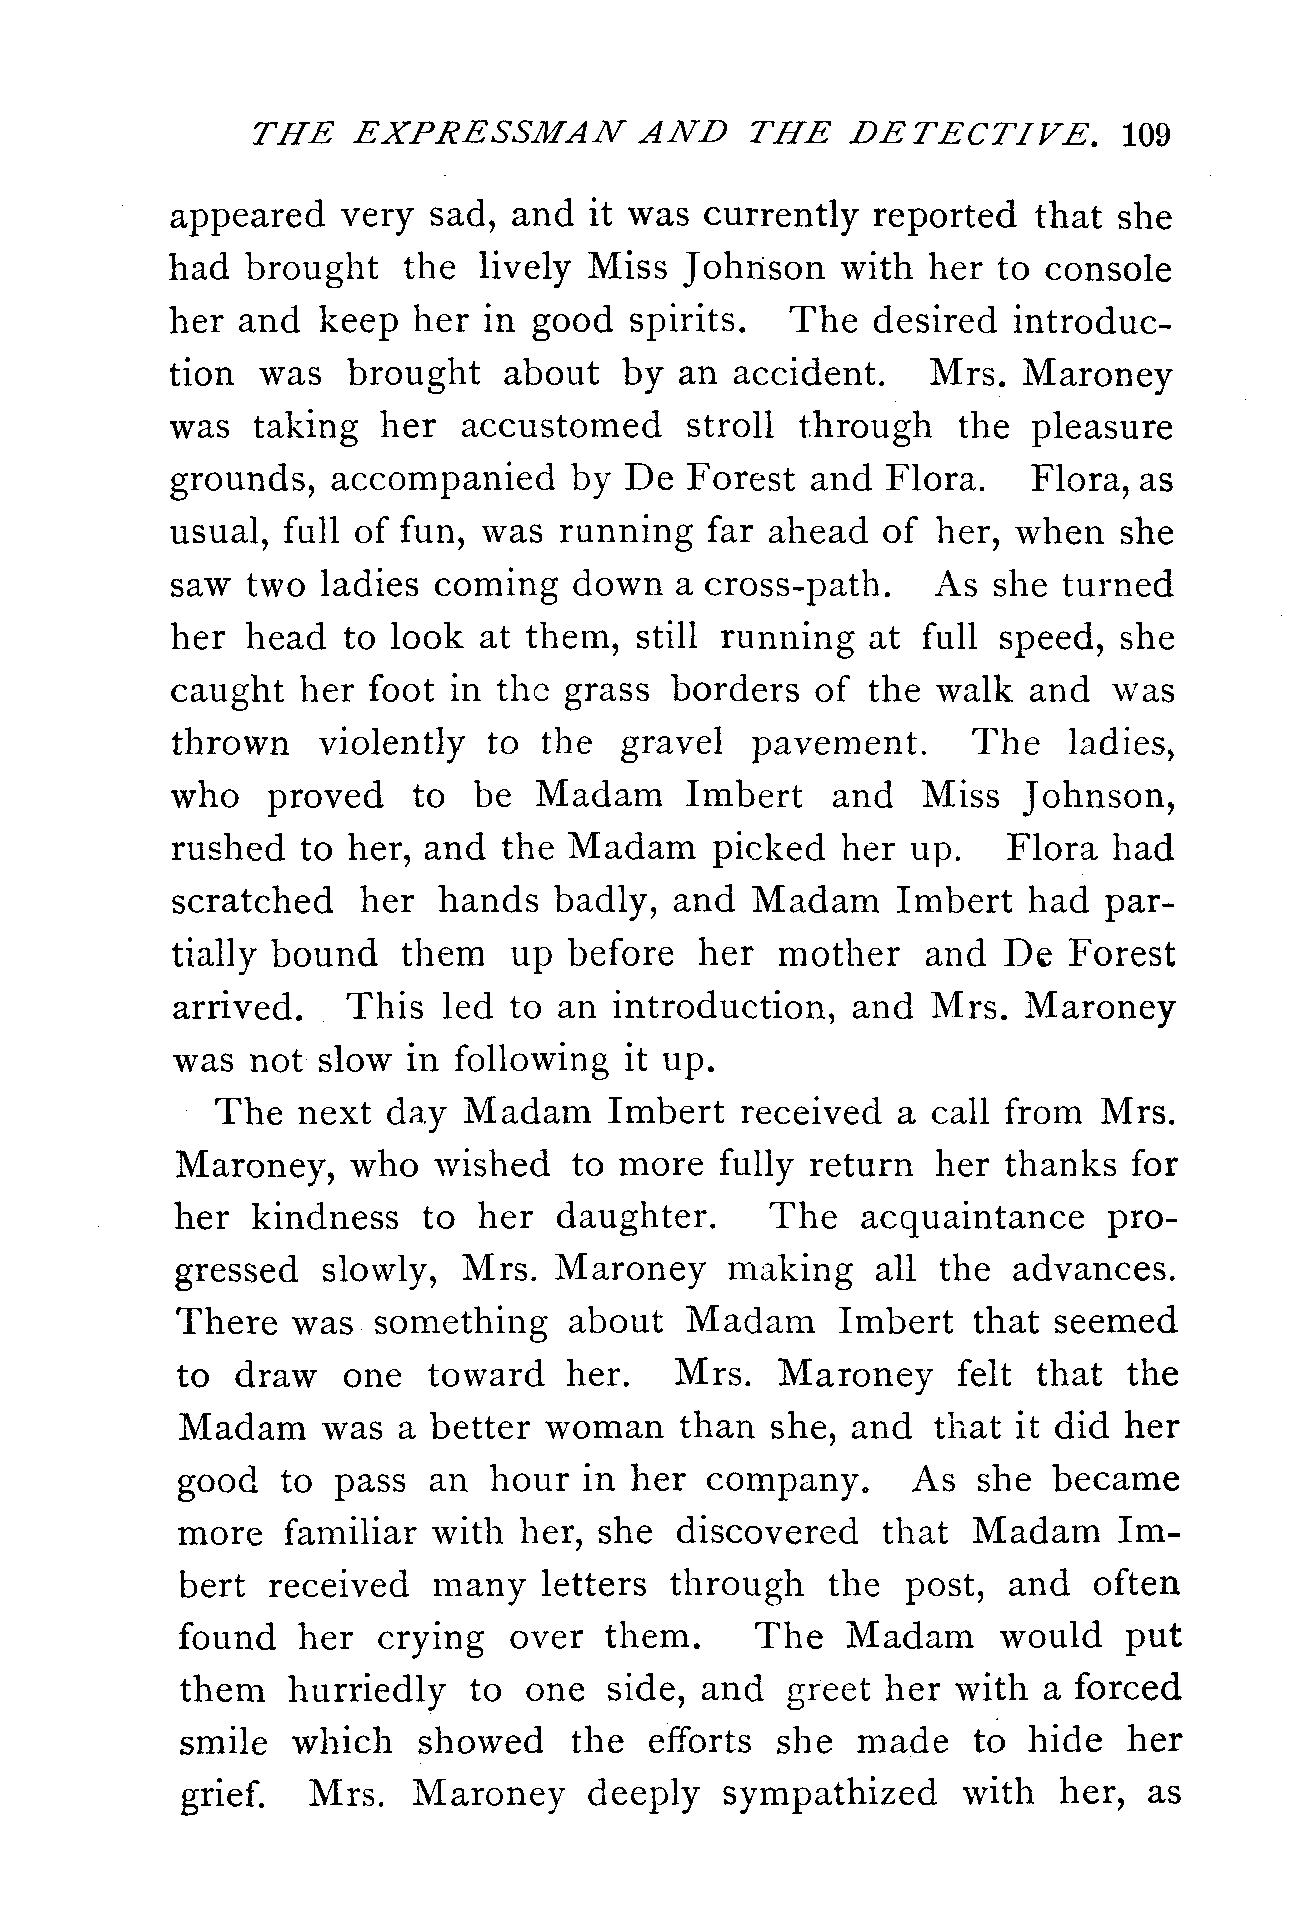 THE EXPRESSMAN AND THE DETECTIVE. 109
appeared very sad, and it was currently reported that she
had brought the lively Miss Johnson with her to console
her and keep her in good spirits. The desired introduc-
tion was brought about by an accident. Mrs. Maroney
was taking her accustomed stroll through the pleasure
grounds, accompanied by De Forest and Flora. Flora, as
usual, full of fun, was running far ahead of her, when she
saw two ladies coming down a cross-path. As she turned
her head to look at them, still running at full speed, she
caught her foot in the grass borders of the walk and was
thrown violently to the gravel pavement. The ladies,
who proved to be Madam Imbert and Miss Johnson,
rushed to her, and the Madam picked her up. Flora had
scratched her hands badly, and Madam Imbert had par-
tially bound them up before her mother and De Forest
arrived. This led to an introduction, and Mrs. Maroney
was not slow in following it up.
The next day Madam Imbert received a call from Mrs.
Maroney, who wished to more fully return her thanks for
her kindness to her daughter. The acquaintance pro-
gressed slowly, Mrs. Maroney making all the advances.
There was something about Madam Imbert that seemed
to draw one toward her. Mrs. Maroney felt that the
Madam was a better woman than she, and that it did her
good to pass an hour in her company. As she became
more familiar with her, she discovered that Madam Im-
bert received many letters through the post, and often
found her crying over them. The Madam would put
them hurriedly to one side, and greet her with a forced
smile which showed the efforts she made to hide her
grief. Mrs. Maroney deeply sympathized with her, as